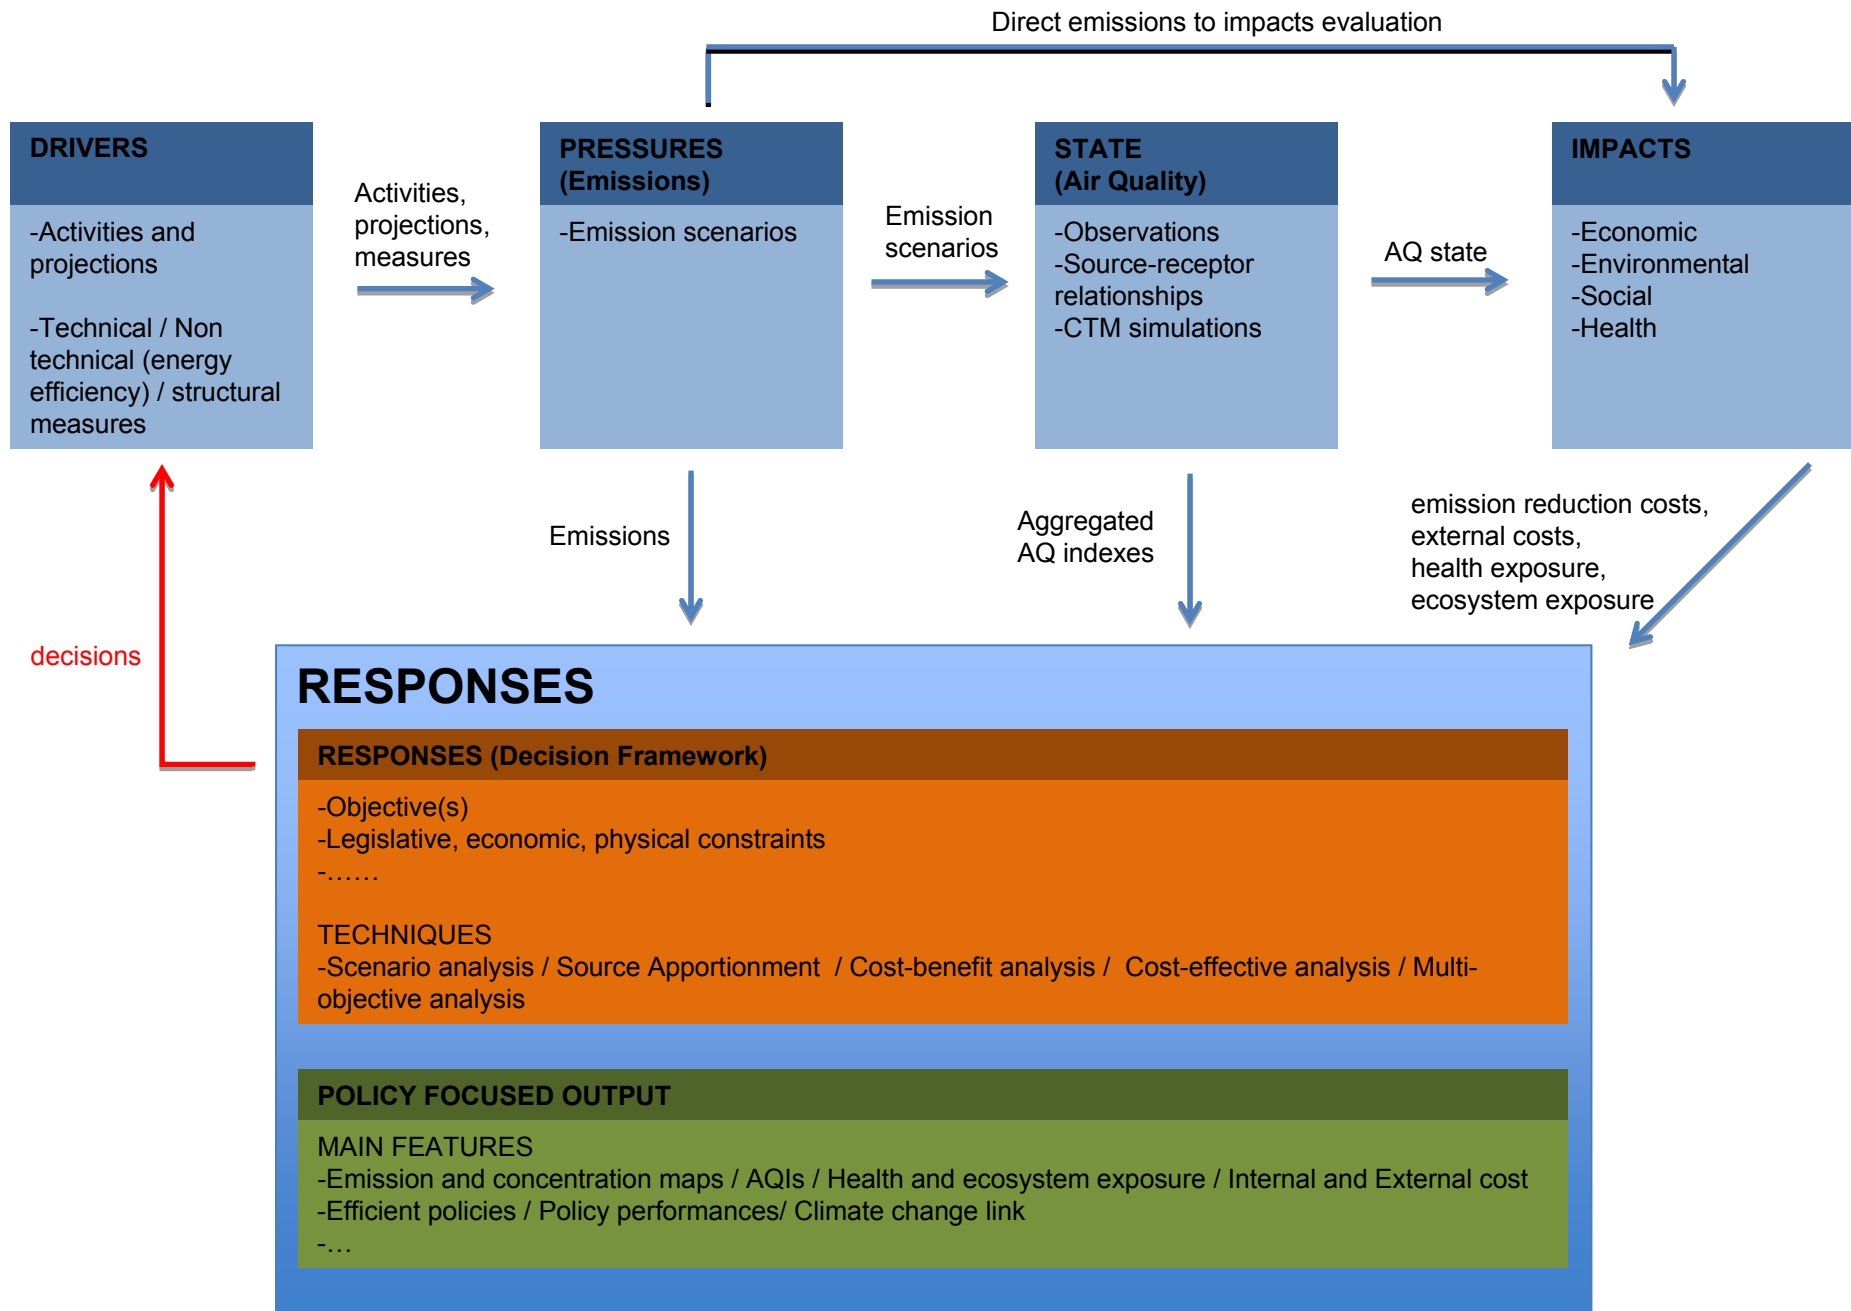 Direct emissions to impacts evaluation
DRIVERS
-Activities and
projections
-Technical / Non
technical (energy
efficiency) / structural
measures
Activities,
projections,
measures
PRESSURES
(Emissions)
-Emission scenarios
Emission
scenarios
STATE
(Air Quality)
-Observations
-Source-receptor
relationships
-CTM simulations
AQ state
IMPACTS
-Economic
-Environmental
-Social
-Health
Emissions
Aggregated
AQ indexes
emission reduction costs,
external costs,
health exposure,
ecosystem exposure
decisions
RESPONSES
RESPONSES (Decision Framework)
-Objective(s)
-Legislative, economic, physical constraints
-……
TECHNIQUES
-Scenario analysis / Source Apportionment  / Cost-benefit analysis /  Cost-effective analysis / Multi-
objective analysis
POLICY FOCUSED OUTPUT
MAIN FEATURES
-Emission and concentration maps / AQIs / Health and ecosystem exposure / Internal and External cost
-Efficient policies / Policy performances/ Climate change link
-…